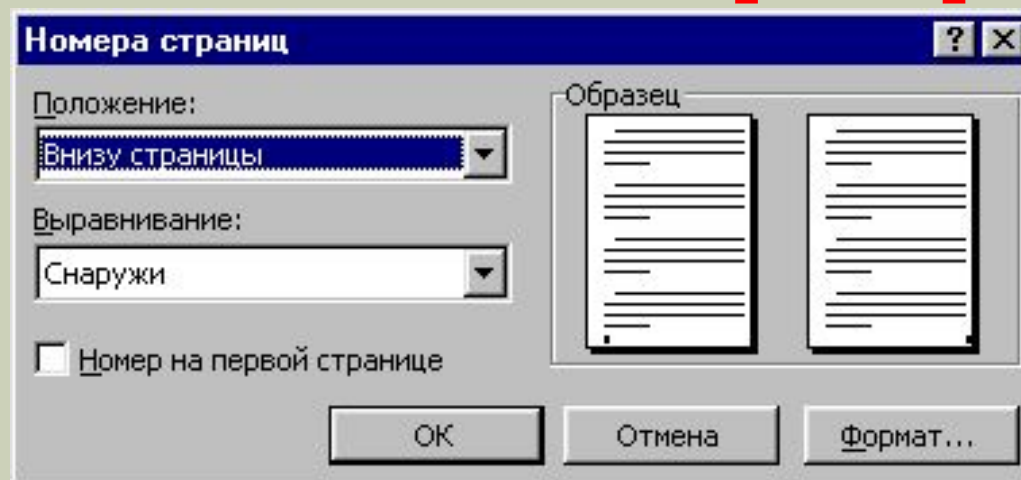 Номера страниц
Положение:
Внизу страницы
Выравнивание:
Снаружи
Номер на первой странице
Образец
ОК
Отмена
Формат...